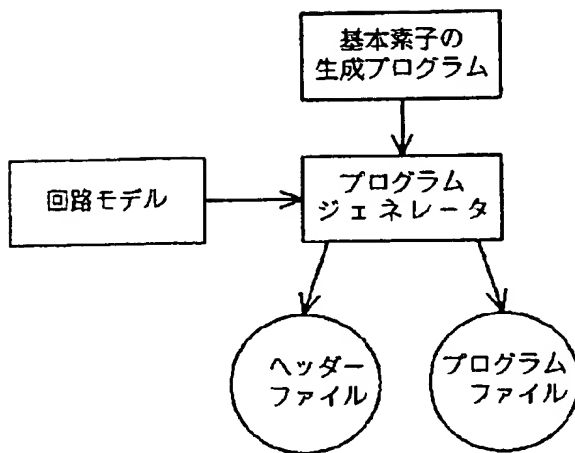 基本素子の
生成プログラム
回路モデル
プログラム
ジェネレータ
ヘッダー
ファイル
プログラム
ファイル